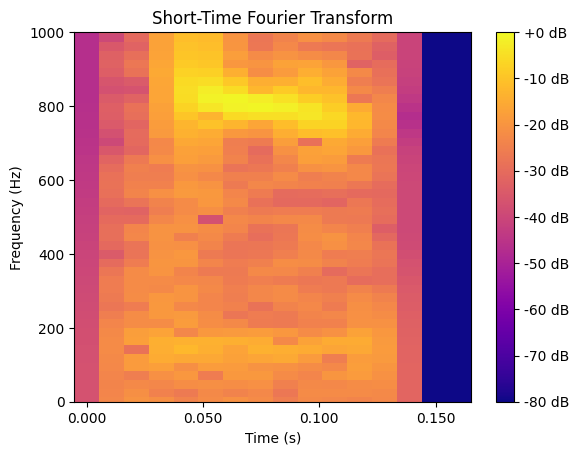 Short-Time Fourier Transform
1000
800
600
400
200
0
Frequency (Hz)
0.000
0.050
0.100
0.150
Time (s)
+0 dB
-10 dB
-20 dB
-30 dB
-40 dB
-50 dB
-60 dB
-70 dB
-80 dB